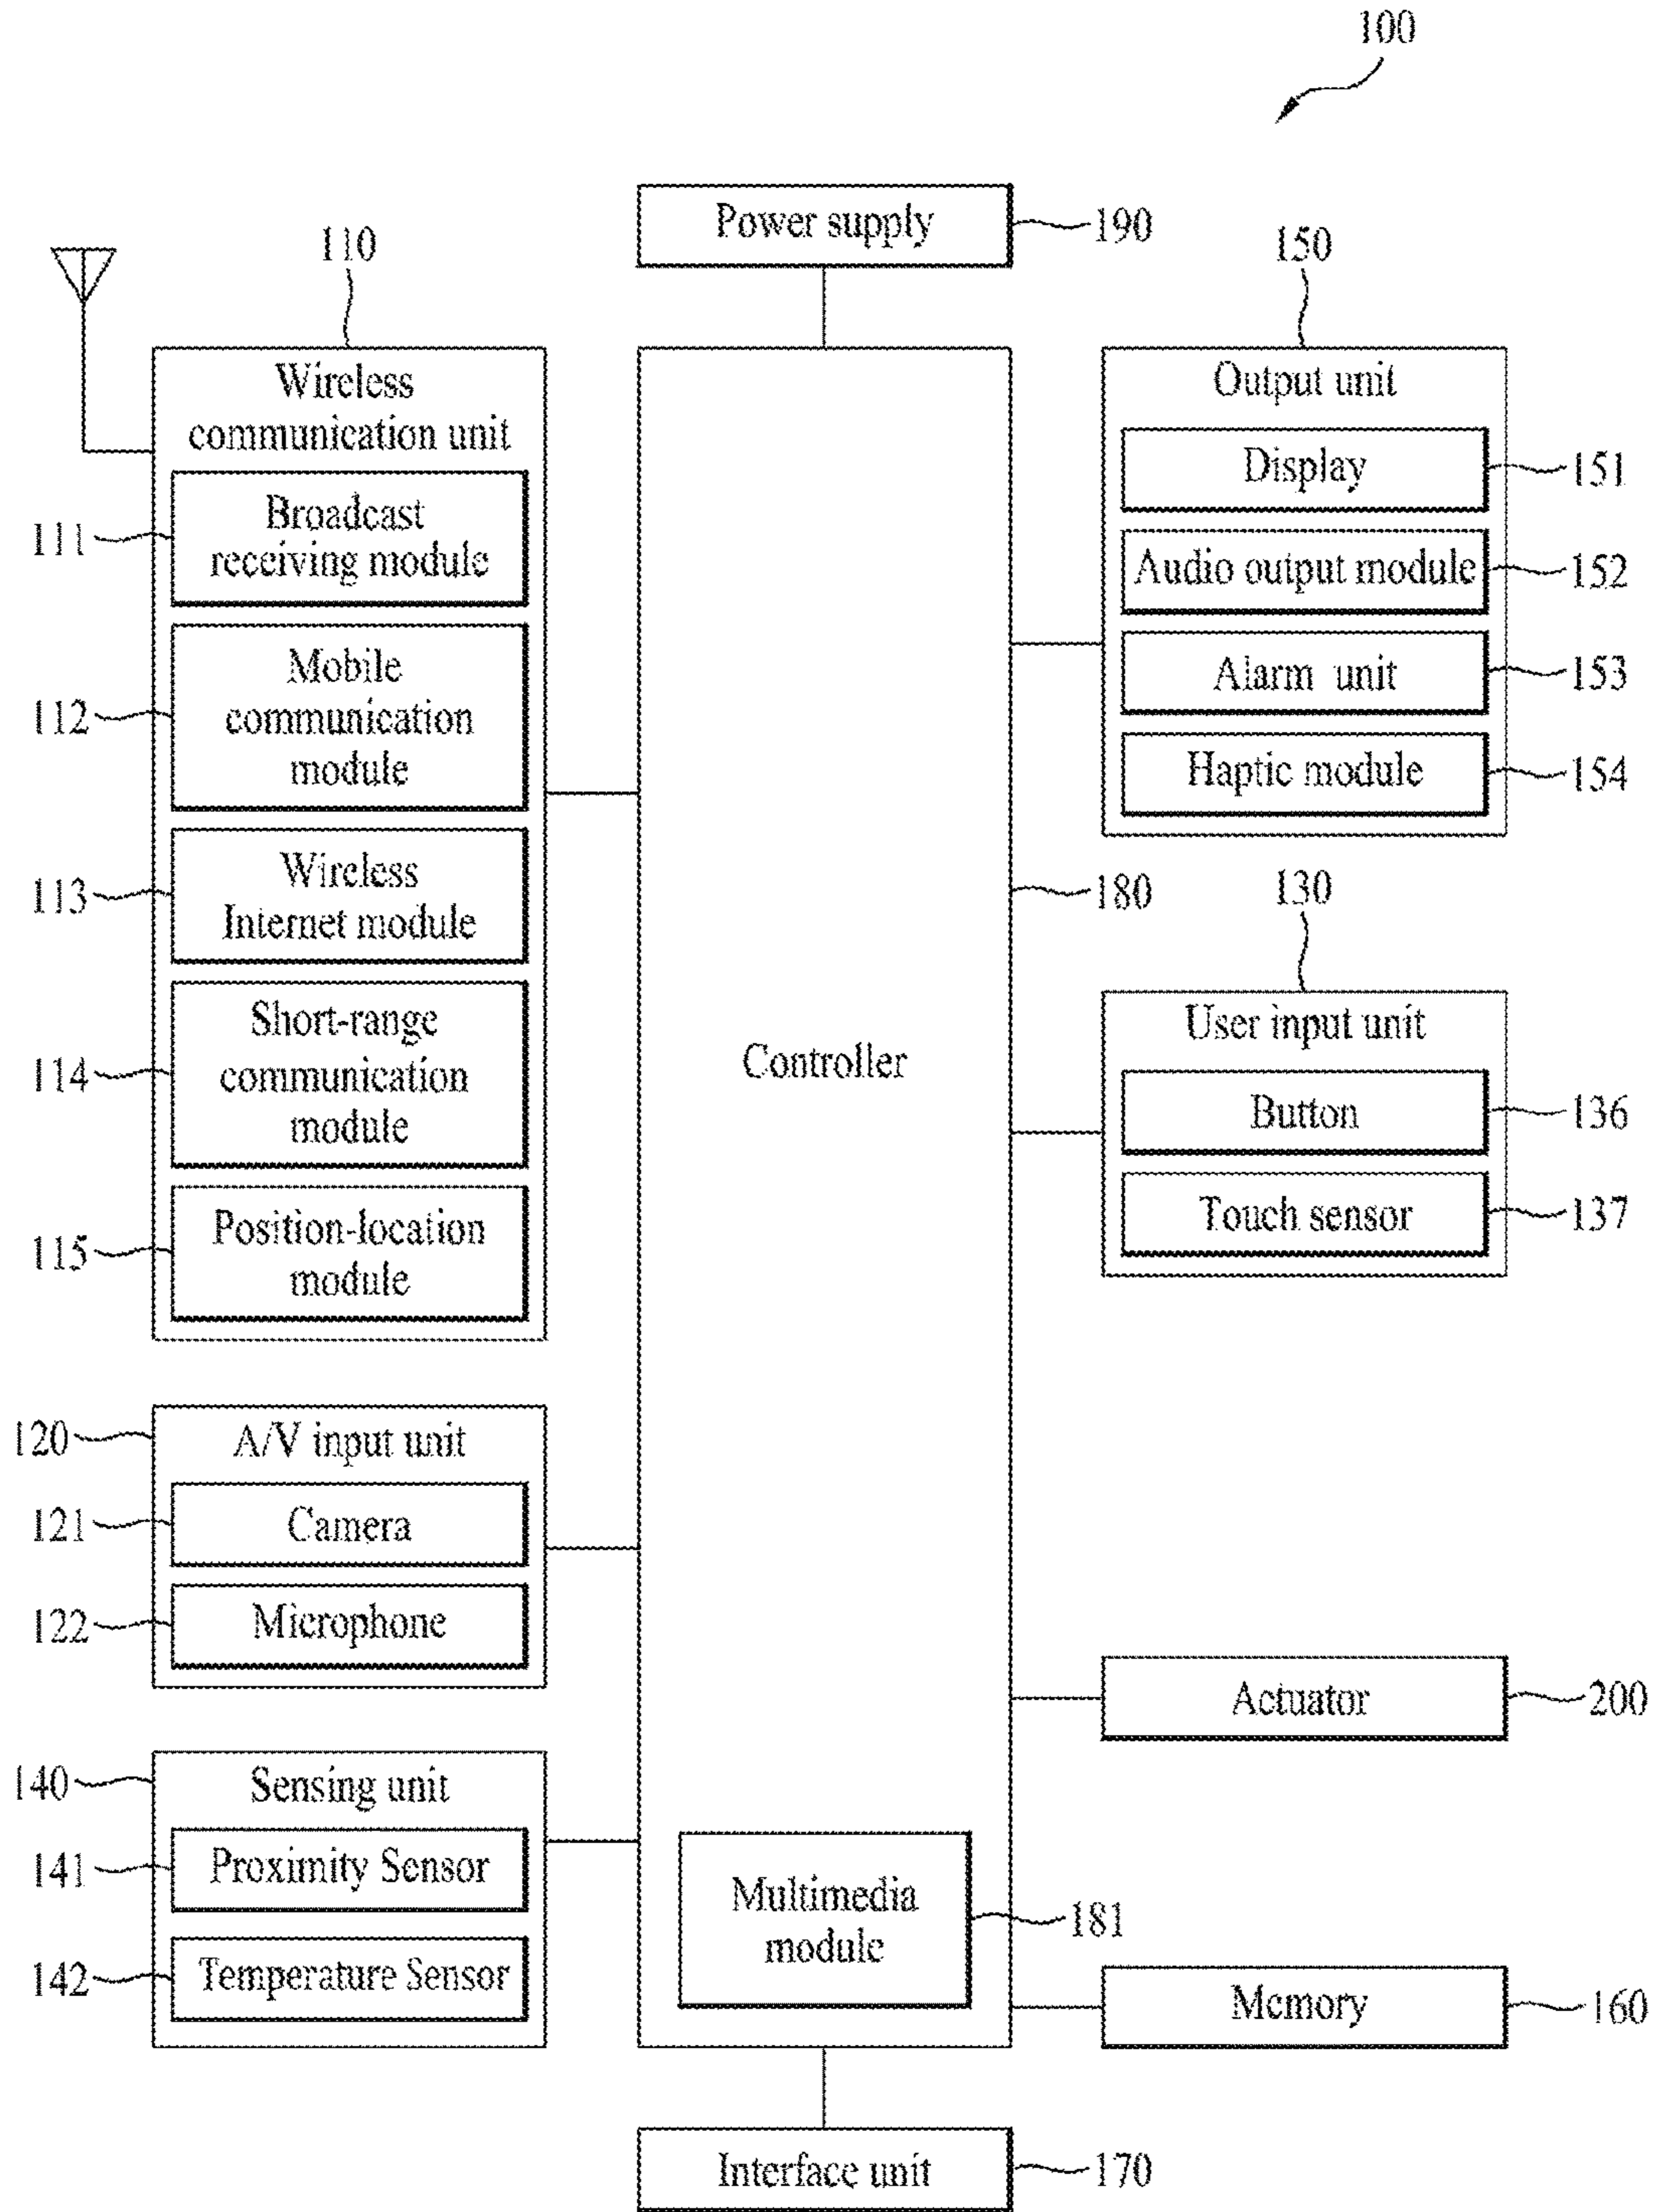 100
Power supply
190
110
Wireless
communication unit
111
Broadcast
receiving module
112
Mobile
communication
module
113
Wireless
Internet module
114
Short-range
communication
module
115
Position-location
module
120
A/V input unit
121
Camera
122
Microphone
140
Sensing unit
141
Proximity Sensor
142
Temperature Sensor
Controller
180
Multimedia
module
181
150
Output unit
Display
151
Audio output module
152
Alarm unit
153
Haptic module
154
130
User input unit
Button
136
Touch sensor
137
Actuator
200
Memory
160
Interface unit
170